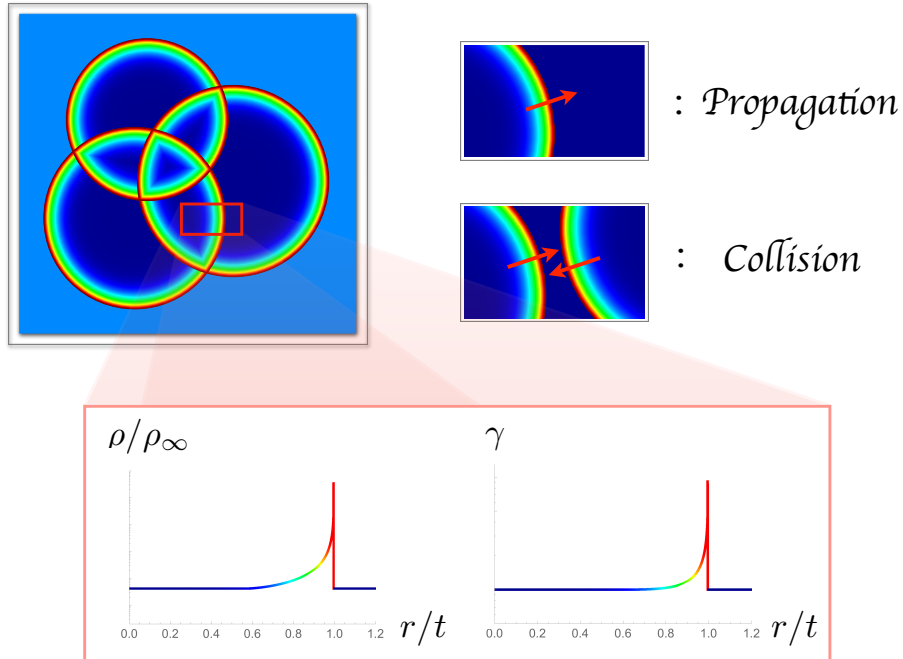 : Propagation
: Collision
ρ/ρ∞
γ
0.0 0.2 0.4 0.6 0.8 1.0 1.2
r/t
0.0 0.2 0.4 0.6 0.8 1.0 1.2
r/t